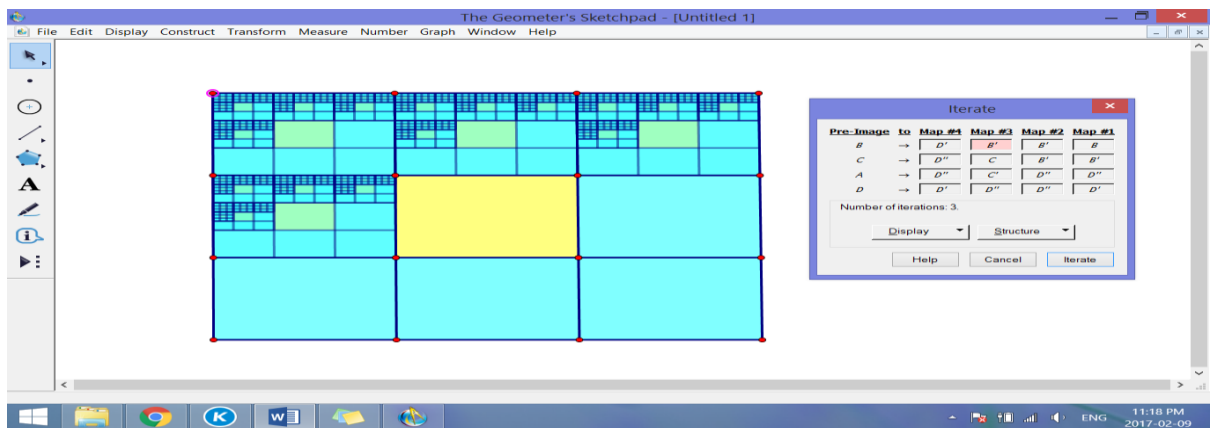 The Geometer's Sketchpad - [Untitled 1]
File Edit Display Construct Transform Measure Number Graph Window Help
A
Iterate
Pre-Image to Map #4 Map #3 Map #2 Map #1
B → D' B' B' B
C → D'' C B' B'
A → D'' C' D'' D''
D → D' D'' D'' D'
Number of iterations: 3.
Display Structure
Help Cancel Iterate
K W
ENG 11:18 PM
2017-02-09